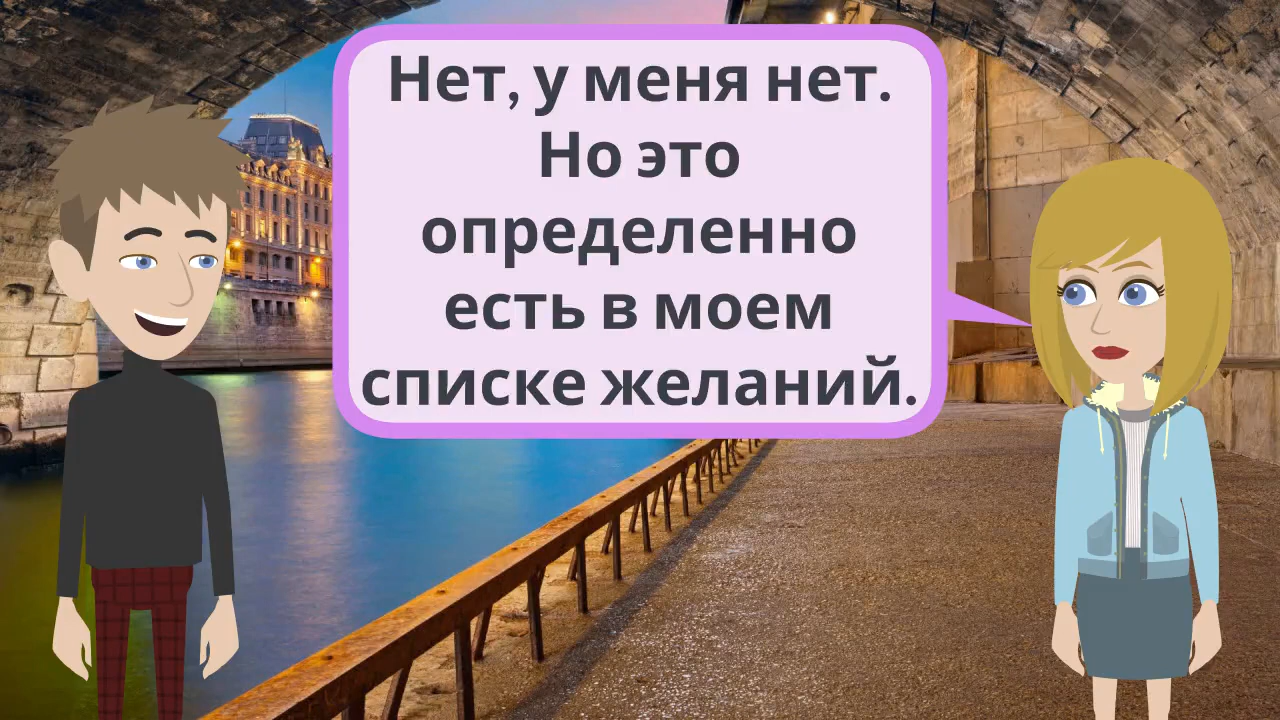 Нет, у меня нет.
Но это
определенно
есть в моем
списке желаний.